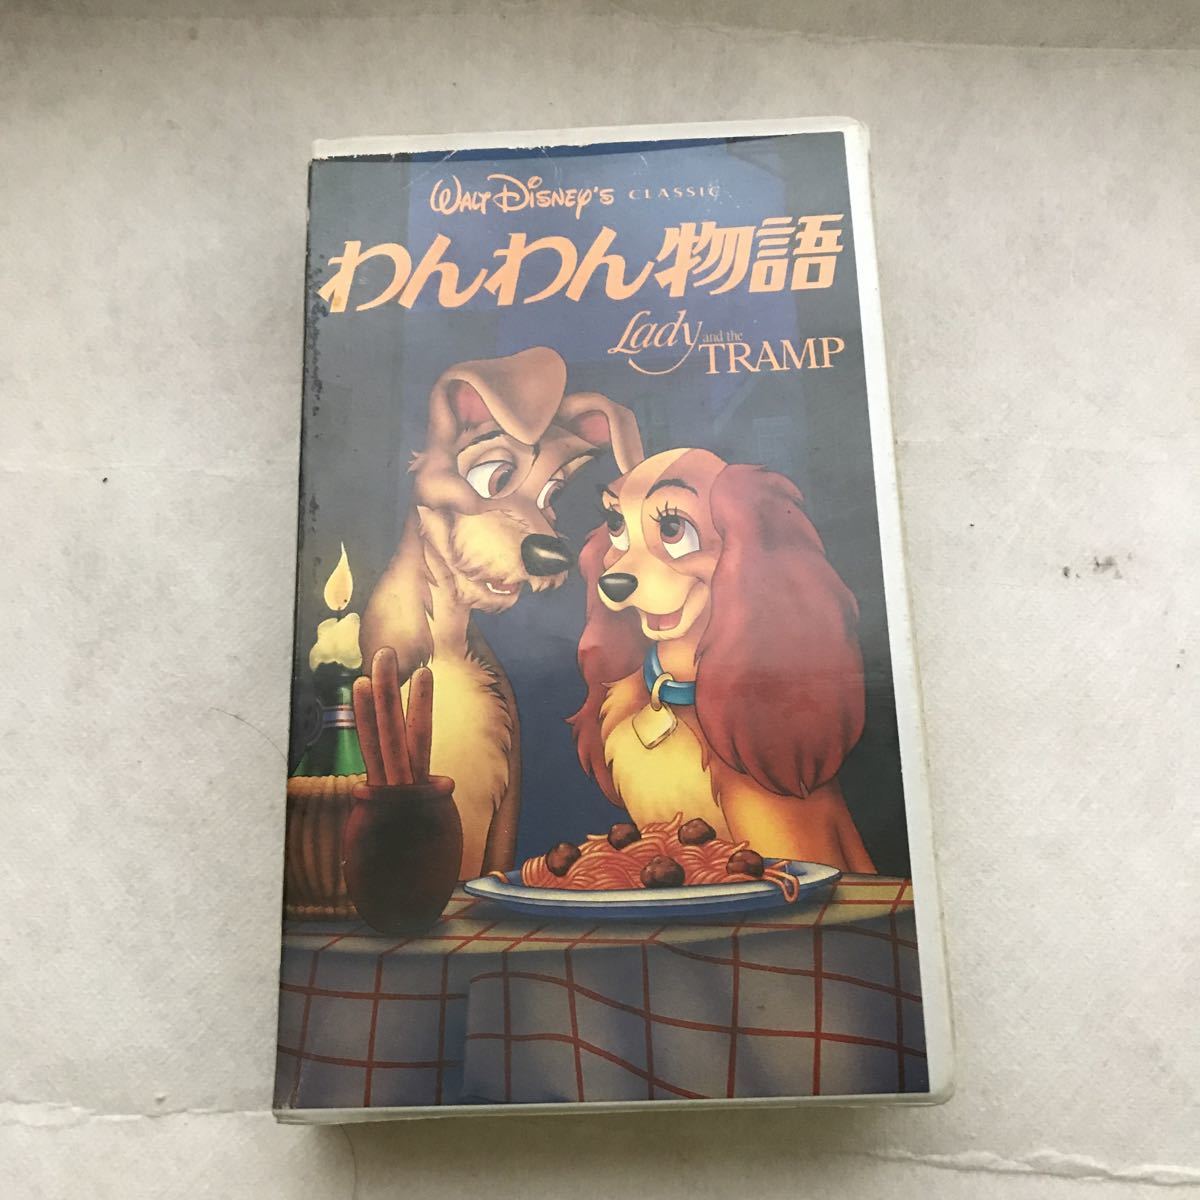 WALT DISNEY'S CLASSIC
わんわん物語
Lady and the TRAMP